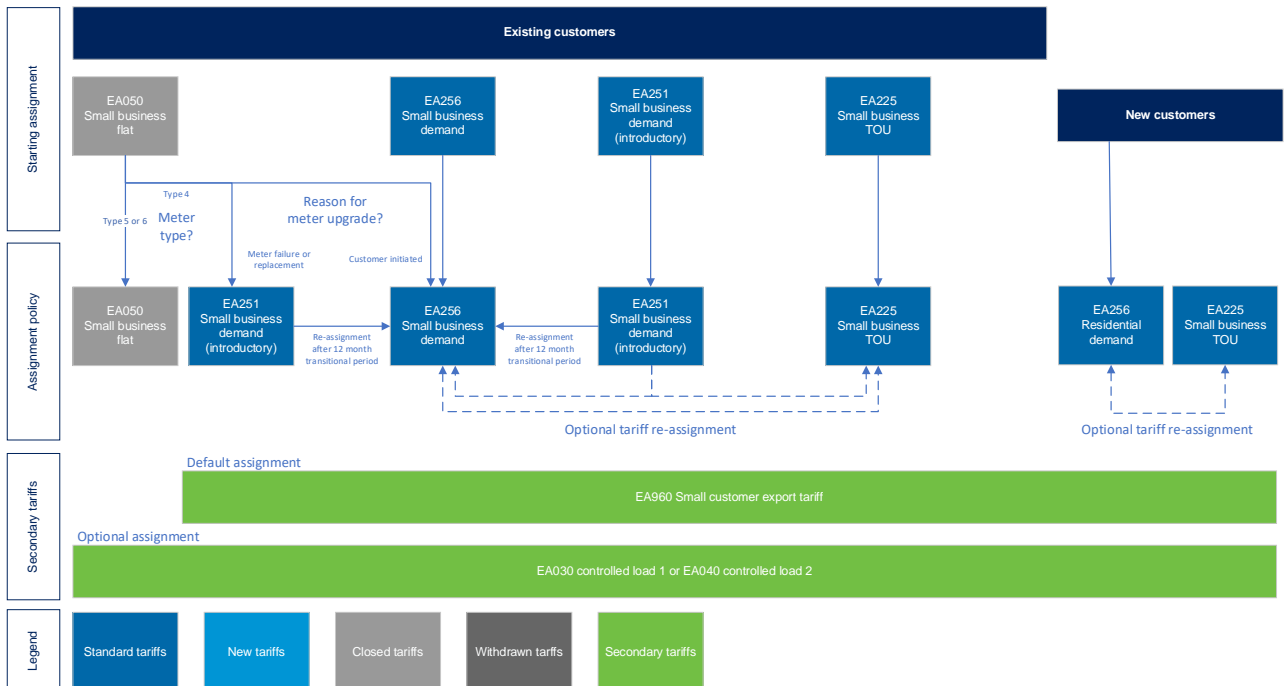 Starting assignment
Existing customers
EA050
Small business
flat
EA256
Small business
demand
EA251
Small business
demand
(introductory)
EA225
Small business
TOU
New customers
Type 4
Type 5 or 6
Meter
type?
Reason for
meter upgrade?
Meter failure or
replacement
Customer initiated
Assignment policy
EA050
Small business
flat
EA251
Small business
demand
(introductory)
Re-assignment
after 12 month
transitional period
EA256
Small business
demand
Re-assignment
after 12 month
transitional period
EA251
Small business
demand
(introductory)
EA225
Small business
TOU
EA256
Residential
demand
EA225
Small business
TOU
Optional tariff re-assignment
Optional tariff re-assignment
Secondary tariffs
Default assignment
EA960 Small customer export tariff
Optional assignment
EA030 controlled load 1 or EA040 controlled load 2
Legend
Standard tariffs
New tariffs
Closed tariffs
Withdrawn tarffs
Secondary tariffs